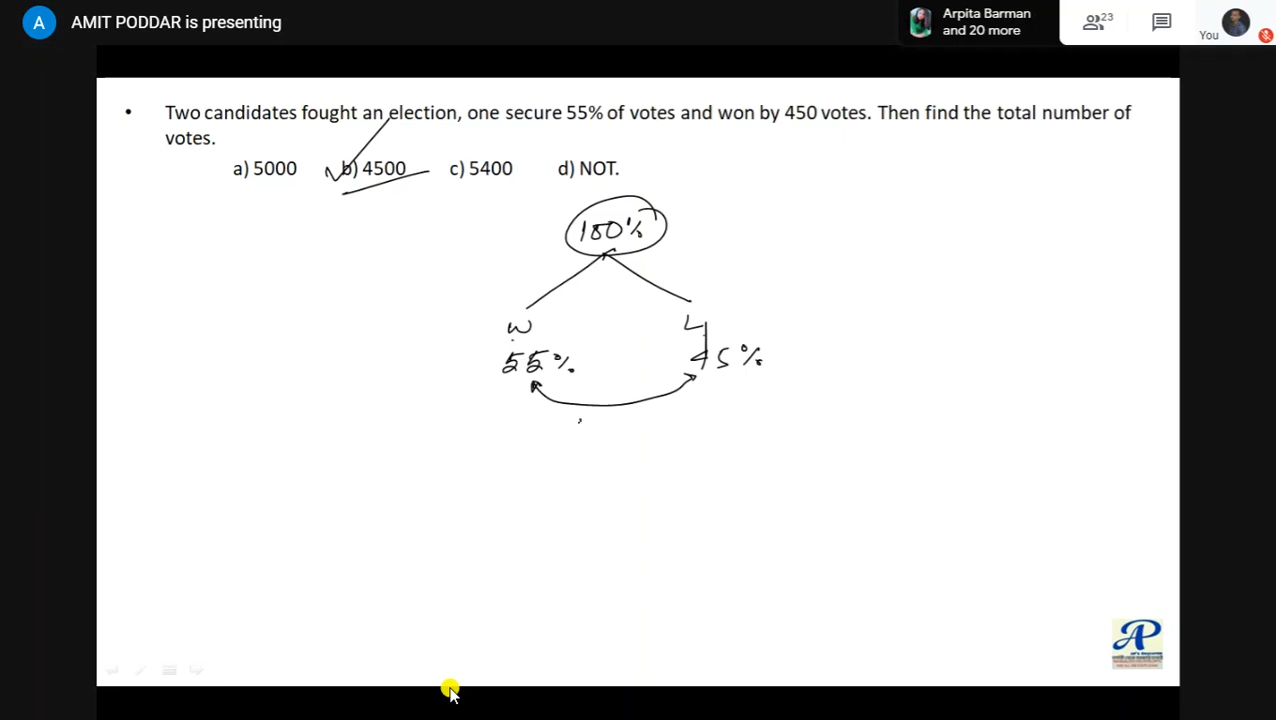 A AMIT PODDAR is presenting
Arpita Barman
and 20 more
23
You
• Two candidates fought an election, one secure 55% of votes and won by 450 votes. Then find the total number of
votes.
a) 5000 b) 4500 c) 5400 d) NOT.
100%
W L
55% 45%
AP